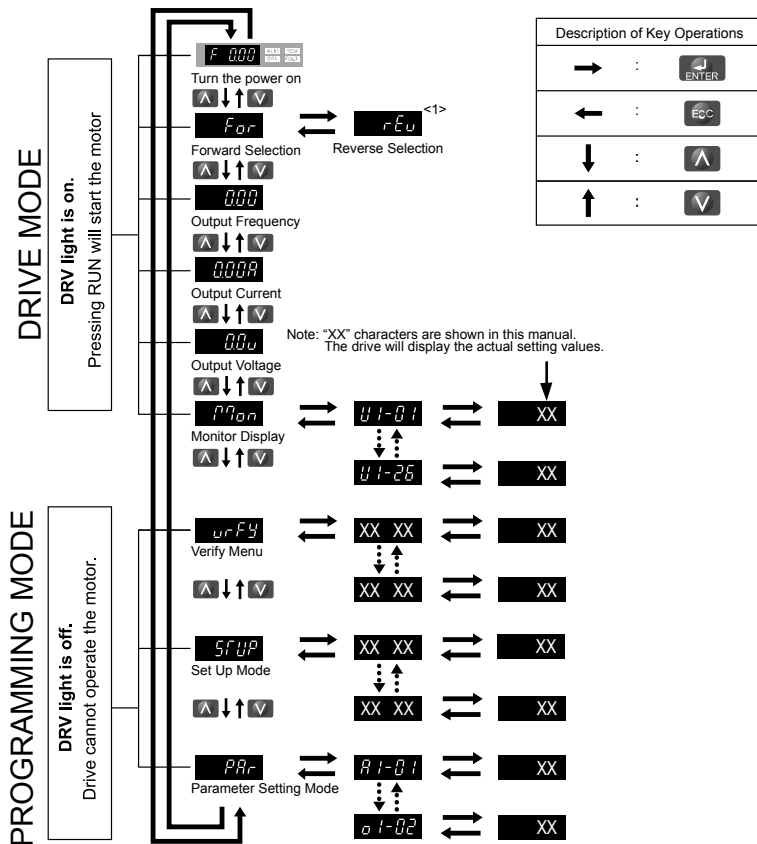 DRIVE MODE
DRV light is on.
Pressing RUN will start the motor
F 0.00 ALM REV DRV FOUT
Turn the power on
For
rEv <1>
Forward Selection
Reverse Selection
0.00
Output Frequency
0.00A
Output Current
0.0v
Output Voltage
Mon
U1-01
XX
Monitor Display
U1-26
XX
Description of Key Operations
→ : ENTER
← : ESC
↓ : Λ
↑ : V
Note: “XX” characters are shown in this manual.
The drive will display the actual setting values.
PROGRAMMING MODE
DRV light is off.
Drive cannot operate the motor.
vrFY
XX XX
XX
Verify Menu
XX XX
XX
STUP
XX XX
XX
Set Up Mode
XX XX
XX
PAr
A1-01
XX
Parameter Setting Mode
o1-02
XX